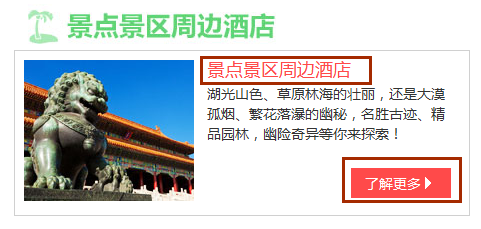 景点景区周边酒店
景点景区周边酒店
湖光山色、草原林海的壮丽，还是大漠
孤烟、繁花落瀑的幽秘，名胜古迹、精
品园林，幽险奇异等你来探索！
了解更多